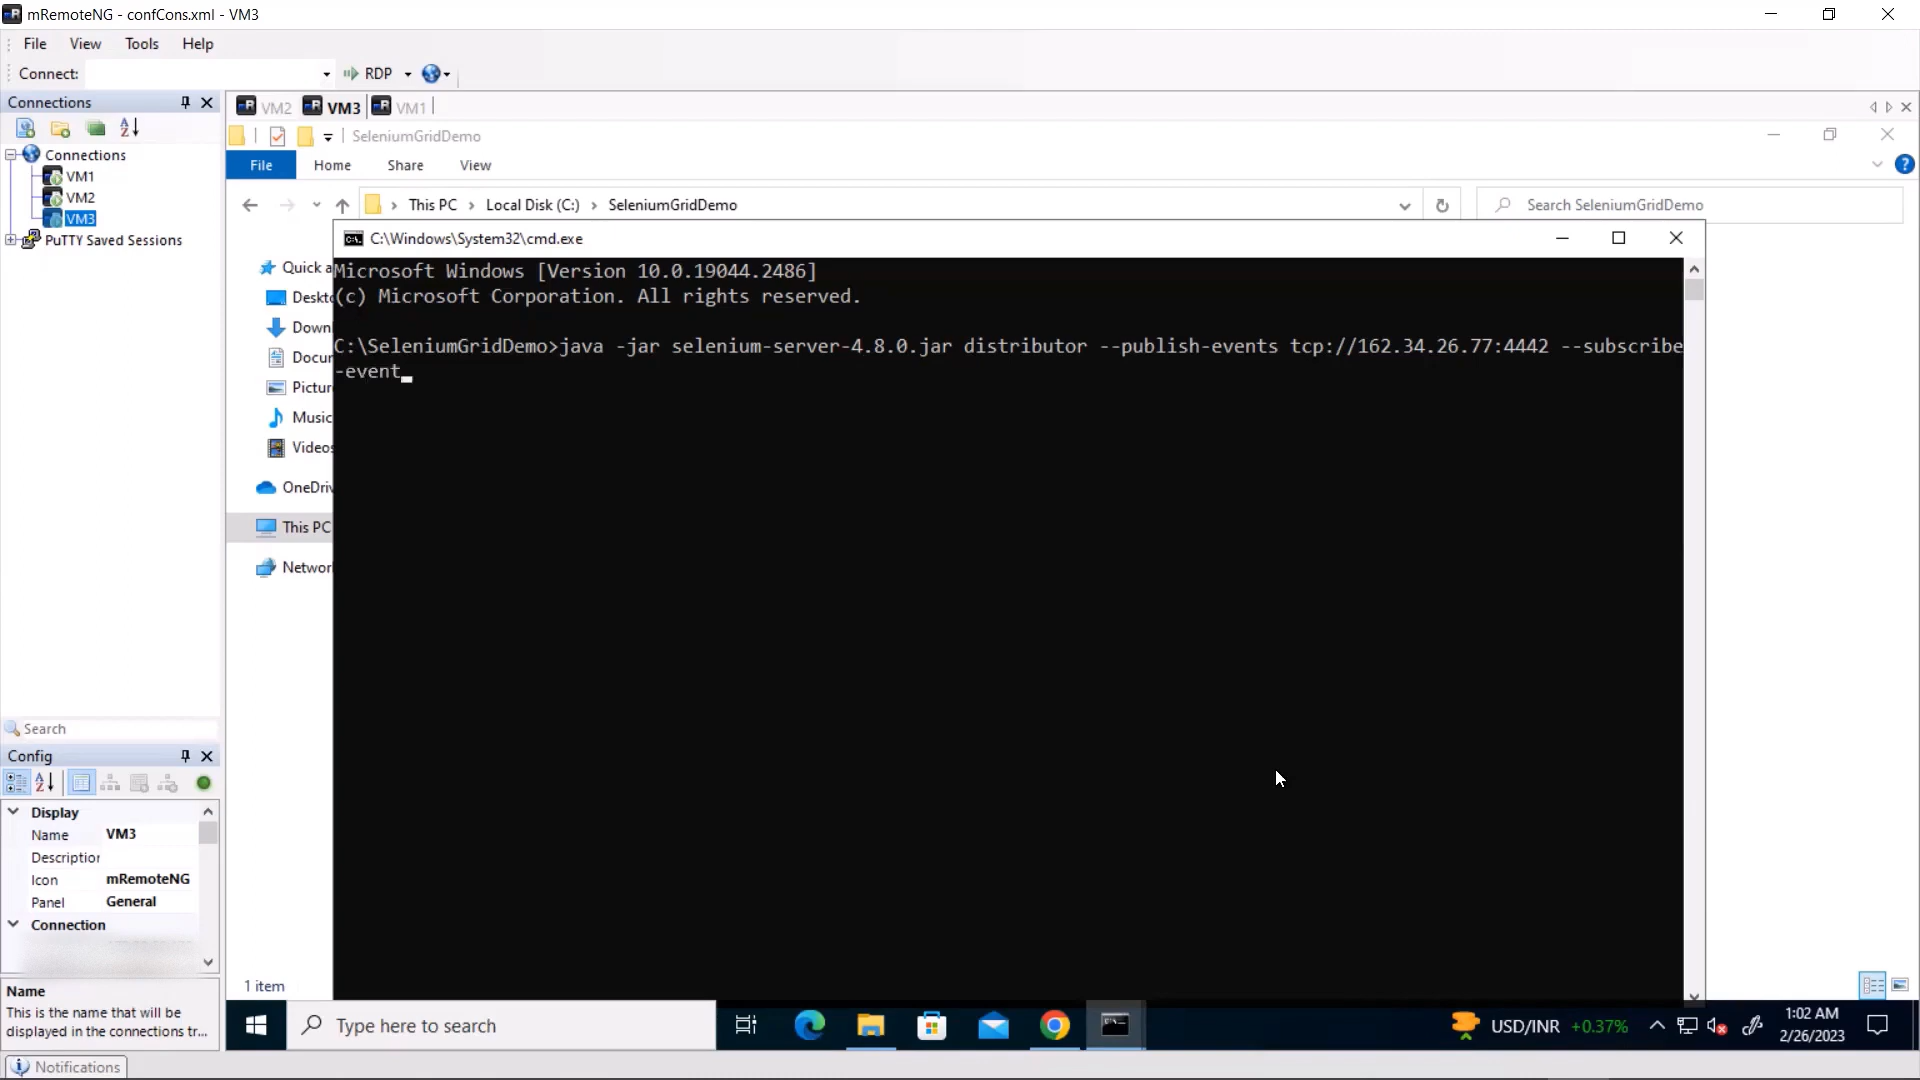 mRemoteNG - confCons.xml - VM3
File View Tools Help
Connect: RDP
Connections
VM2 VM3 VM1
SeleniumGridDemo
File Home Share View
Connections
VM1
VM2
VM3
PuTTY Saved Sessions
This PC Local Disk (C:) SeleniumGridDemo
Search SeleniumGridDemo
C:\Windows\System32\cmd.exe
Quick a
Deskto
Downl
Docur
Pictur
Music
Videos
OneDriv
This PC
Networ
Microsoft Windows [Version 10.0.19044.2486]
(c) Microsoft Corporation. All rights reserved.
C:\SeleniumGridDemo>java -jar selenium-server-4.8.0.jar distributor --publish-events tcp://162.34.26.77:4442 --subscribe
-event
Search
Config
Display
Name VM3
Description
Icon mRemoteNG
Panel General
Connection
Name
This is the name that will be
displayed in the connections tr...
1 item
Type here to search
USD/INR +0.37%
1:02 AM
2/26/2023
Notifications